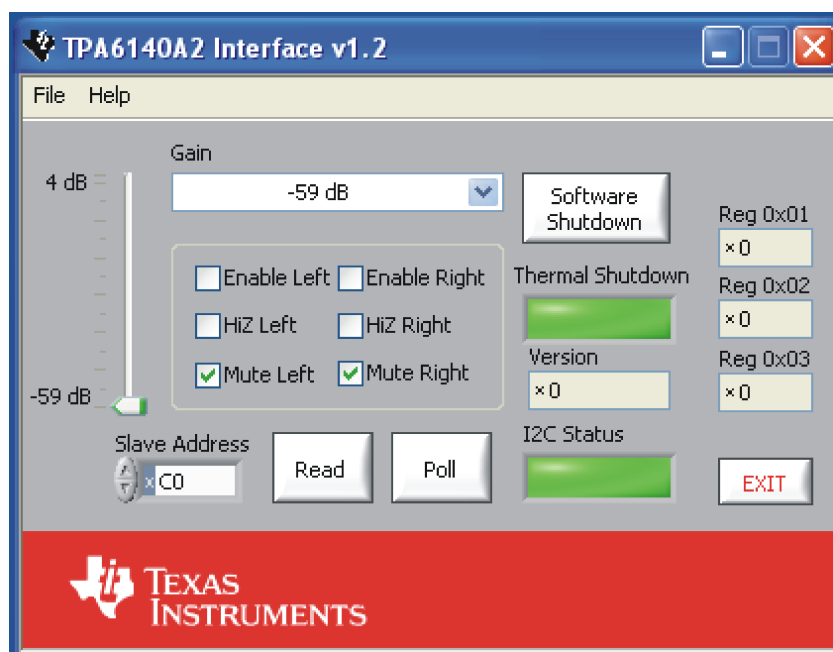 TPA6140A2 Interface v1.2
File Help
Gain
4 dB
-59 dB
Software
Shutdown
Reg 0x01
×0
Enable Left Enable Right
Thermal Shutdown
Reg 0x02
×0
HiZ Left HiZ Right
Version
Reg 0x03
Mute Left Mute Right
×0
×0
-59 dB
Slave Address
I2C Status
x C0
Read
Poll
EXIT
TEXAS
INSTRUMENTS